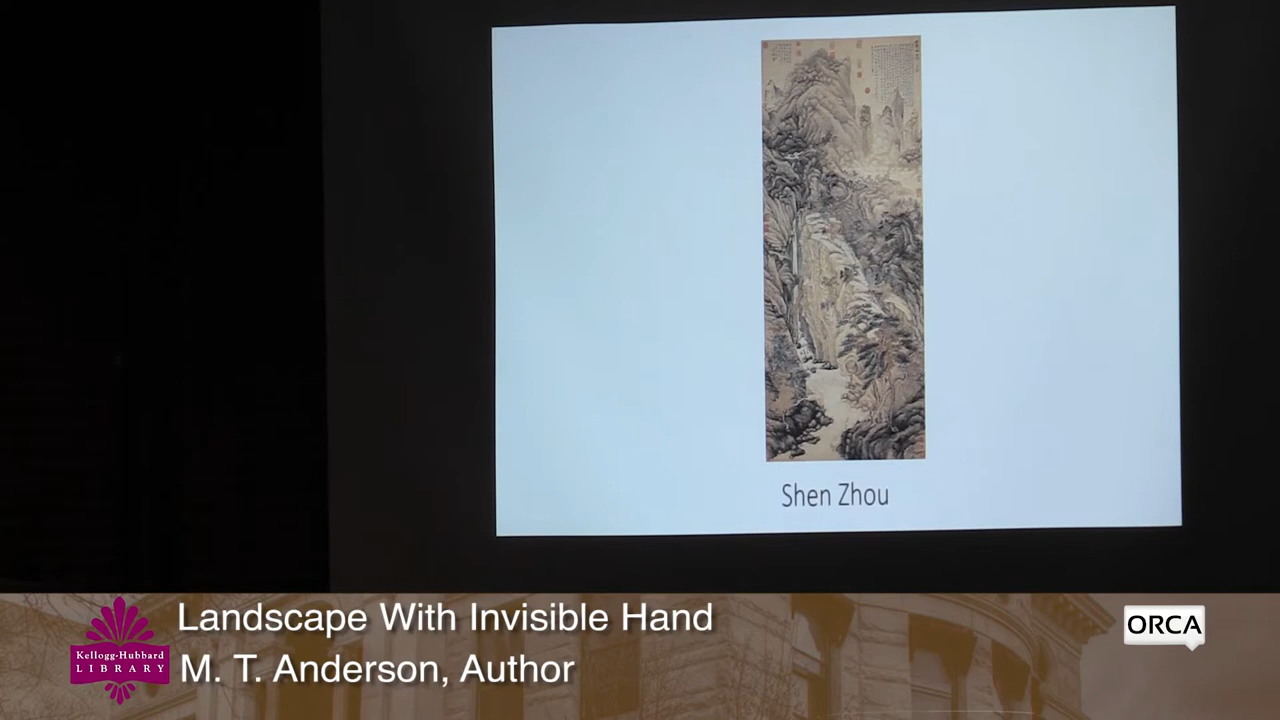 Shen Zhou
Landscape With Invisible Hand
M. T. Anderson, Author
Kellogg-Hubbard
LIBRARY
ORCA